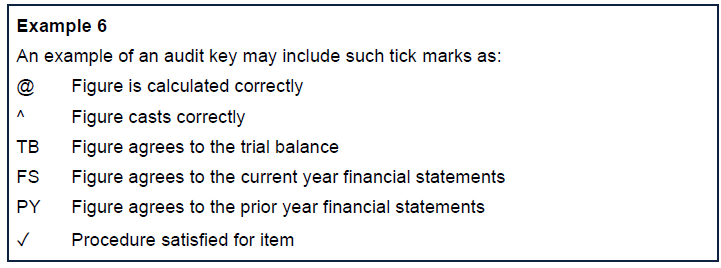 Example 6
An example of an audit key may include such tick marks as:
@ Figure is calculated correctly
^ Figure casts correctly
TB Figure agrees to the trial balance
FS Figure agrees to the current year financial statements
PY Figure agrees to the prior year financial statements
✓ Procedure satisfied for item